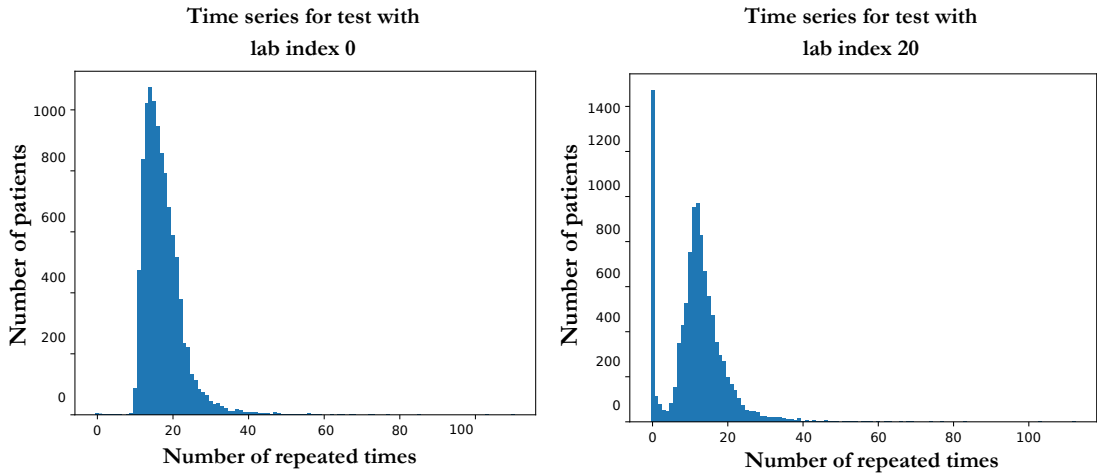 Time series for test with
lab index 0
Number of patients
1000
800
600
400
200
0
0 20 40 60 80 100
Number of repeated times
Time series for test with
lab index 20
Number of patients
1400
1200
1000
800
600
400
200
0
0 20 40 60 80 100
Number of repeated times